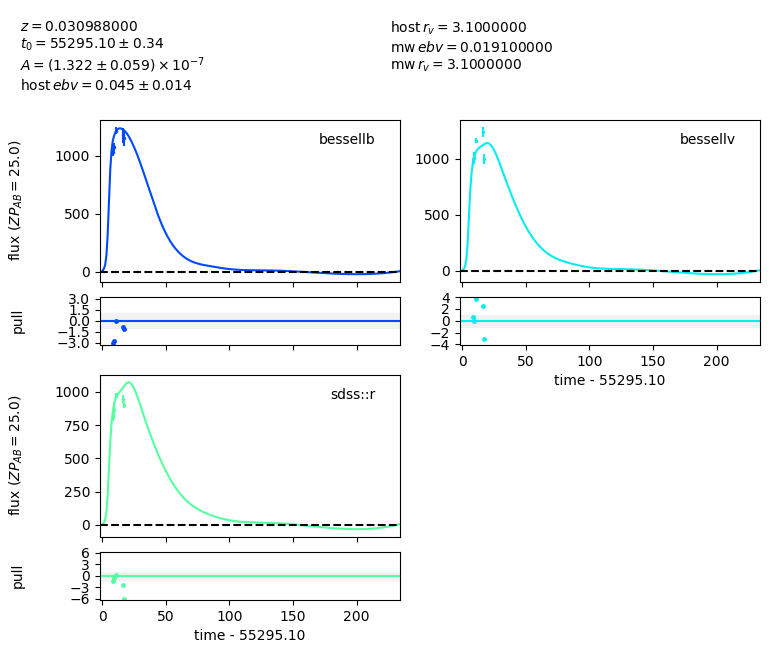 z = 0.030988000
t₀ = 55295.10 ± 0.34
A = (1.322 ± 0.059) × 10⁻⁷
host ebv = 0.045 ± 0.014
host r_v = 3.1000000
mw ebv = 0.019100000
mw r_v = 3.1000000
bessellb
flux (ZP_AB = 25.0)
1000
500
0
pull
3.0
1.5
0.0
−1.5
−3.0
bessellv
1000
500
0
4
2
0
−2
−4
0 50 100 150 200
time - 55295.10
sdss::r
flux (ZP_AB = 25.0)
1000
750
500
250
0
pull
6
3
0
−3
−6
0 50 100 150 200
time - 55295.10